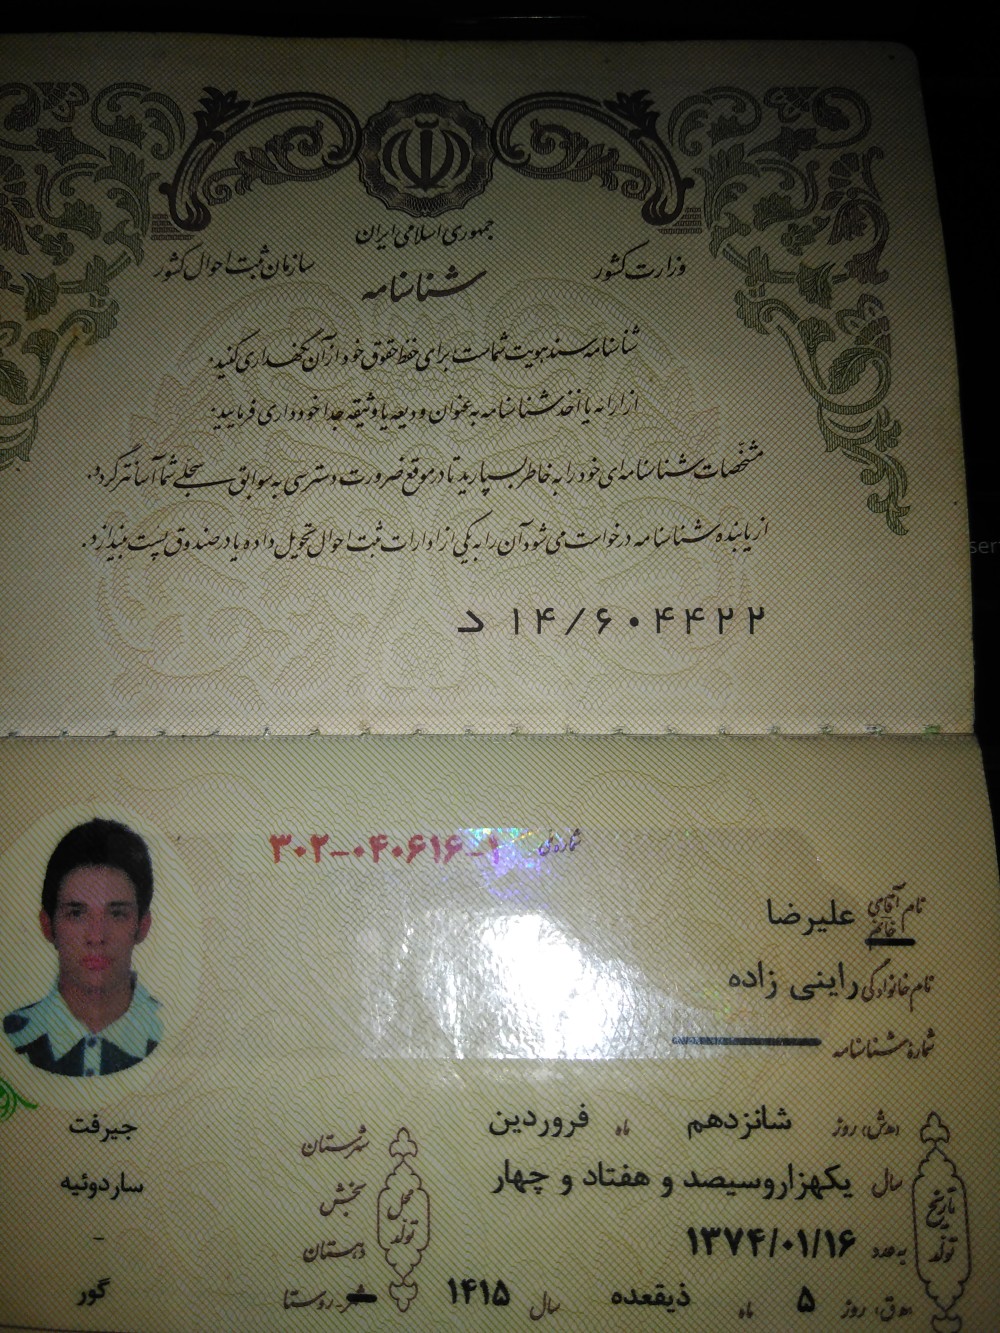 جمهوری اسلامی ایران
وزارت کشور
سازمان ثبت احوال کشور
شناسنامه
شناسنامه سند هویت شماست برای حفظ حقوق خود از آن نگهداری کنید.
از ارائه یا أخذ شناسنامه به عنوان ودیعه یا وثیقه جدا خودداری فرمایید.
مشخصات شناسنامه‌ای خود را به خاطر بسپارید تا در موقع ضرورت دسترسی به سوابق سجلی شما آسانتر گردد.
از یابنده شناسنامه درخواست می‌شود آن را به یکی از ادارات ثبت احوال تحویل داده یا در صندوق پست بیندازد.
د ۱۴/۶۰۴۴۲۲
شماره ملی ۳۰۲-۰۴۰۶۱۶-۱
نام آقای خانم علیرضا
نام خانوادگی راینی زاده
شماره شناسنامه
(ه‍.ش) روز شانزدهم ماه فروردین
سال یکهزاروسیصد و هفتاد و چهار
به عدد ۱۳۷۴/۰۱/۱۶
(ه‍.ق) روز ۵ ماه ذیقعده سال ۱۴۱۵
تاریخ تولد
محل تولد
شهرستان جیرفت
بخش ساردوئیه
دهستان -
شهر-روستا گور
ser